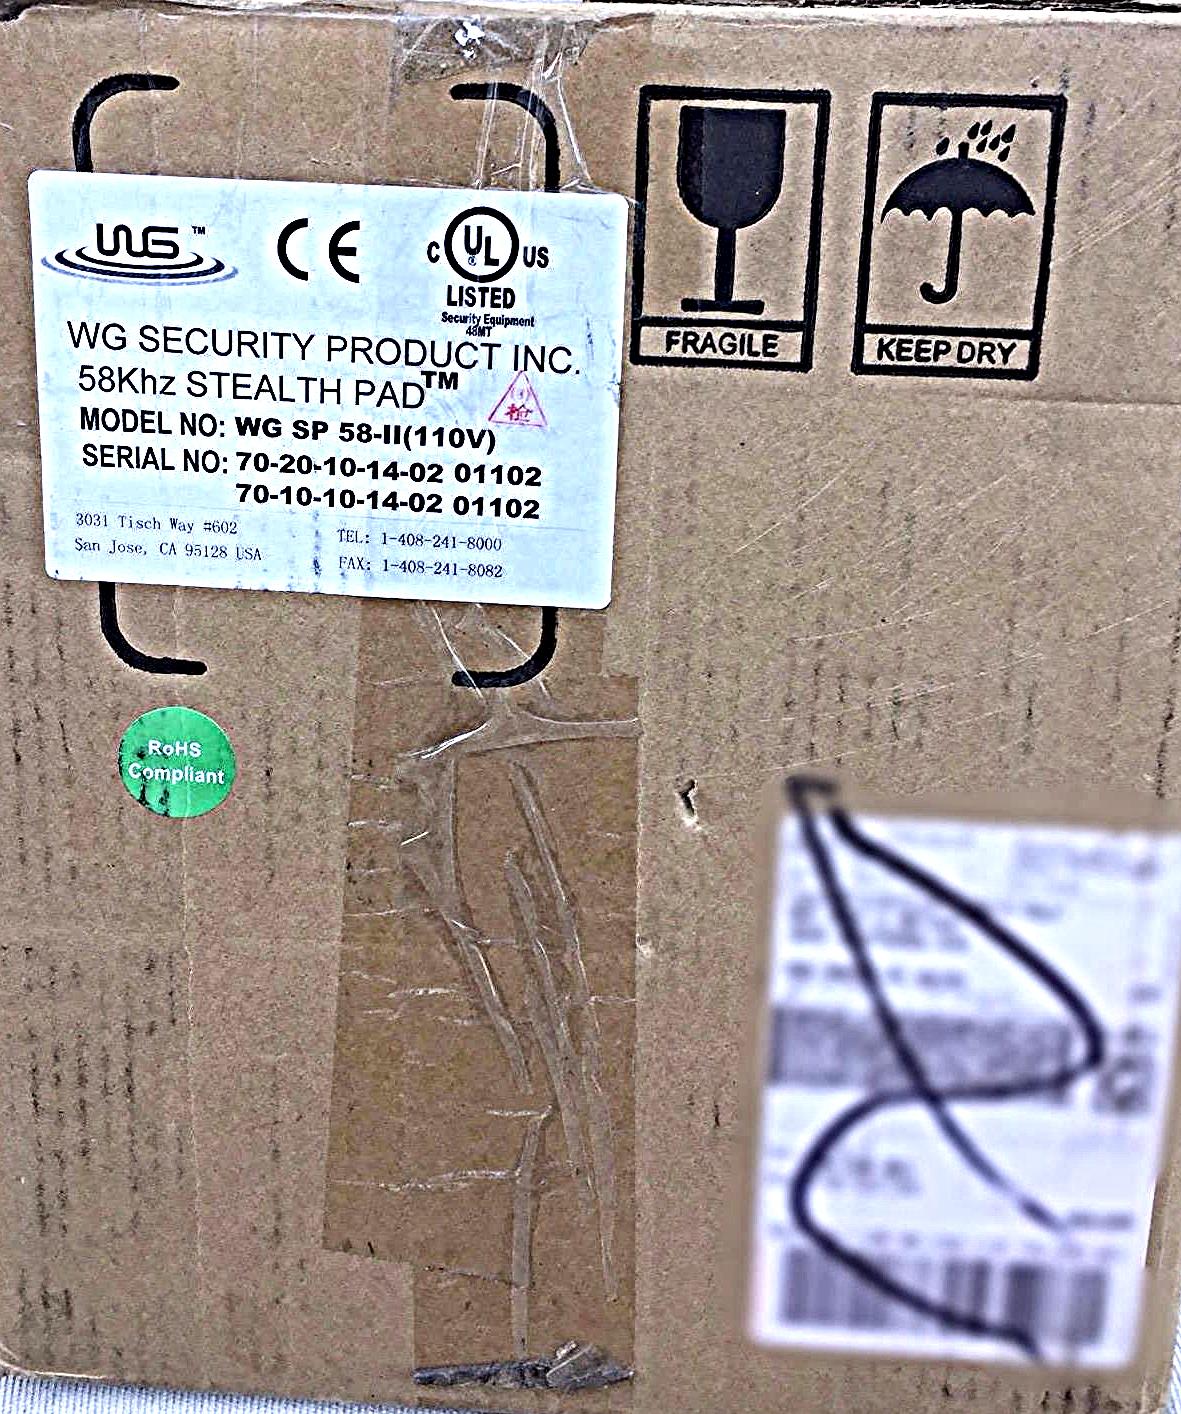 WG™
CE
C UL US
LISTED
Security Equipment
48MT
WG SECURITY PRODUCT INC.
58Khz STEALTH PAD™
检
MODEL NO: WG SP 58-II(110V)
SERIAL NO: 70-20-10-14-02 01102
70-10-10-14-02 01102
3031 Tisch Way #602
San Jose, CA 95128 USA
TEL: 1-408-241-8000
FAX: 1-408-241-8082
FRAGILE
KEEP DRY
RoHS
Compliant